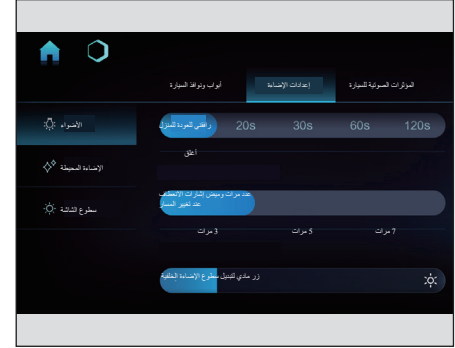 المؤثرات الصوتية للسيارة
إعدادات الإضاءة
أبواب ونوافذ السيارة
الأضواء
الإضاءة المحيطة
سطوع الشاشة
رافقني للعودة للمنزل 20s 30s 60s 120s
أغلق
عدد مرات وميض إشارات الانعطاف
عند تغيير المسار
3 مرات 5 مرات 7 مرات
زر مادي لتبديل سطوع الإضاءة الخلفية